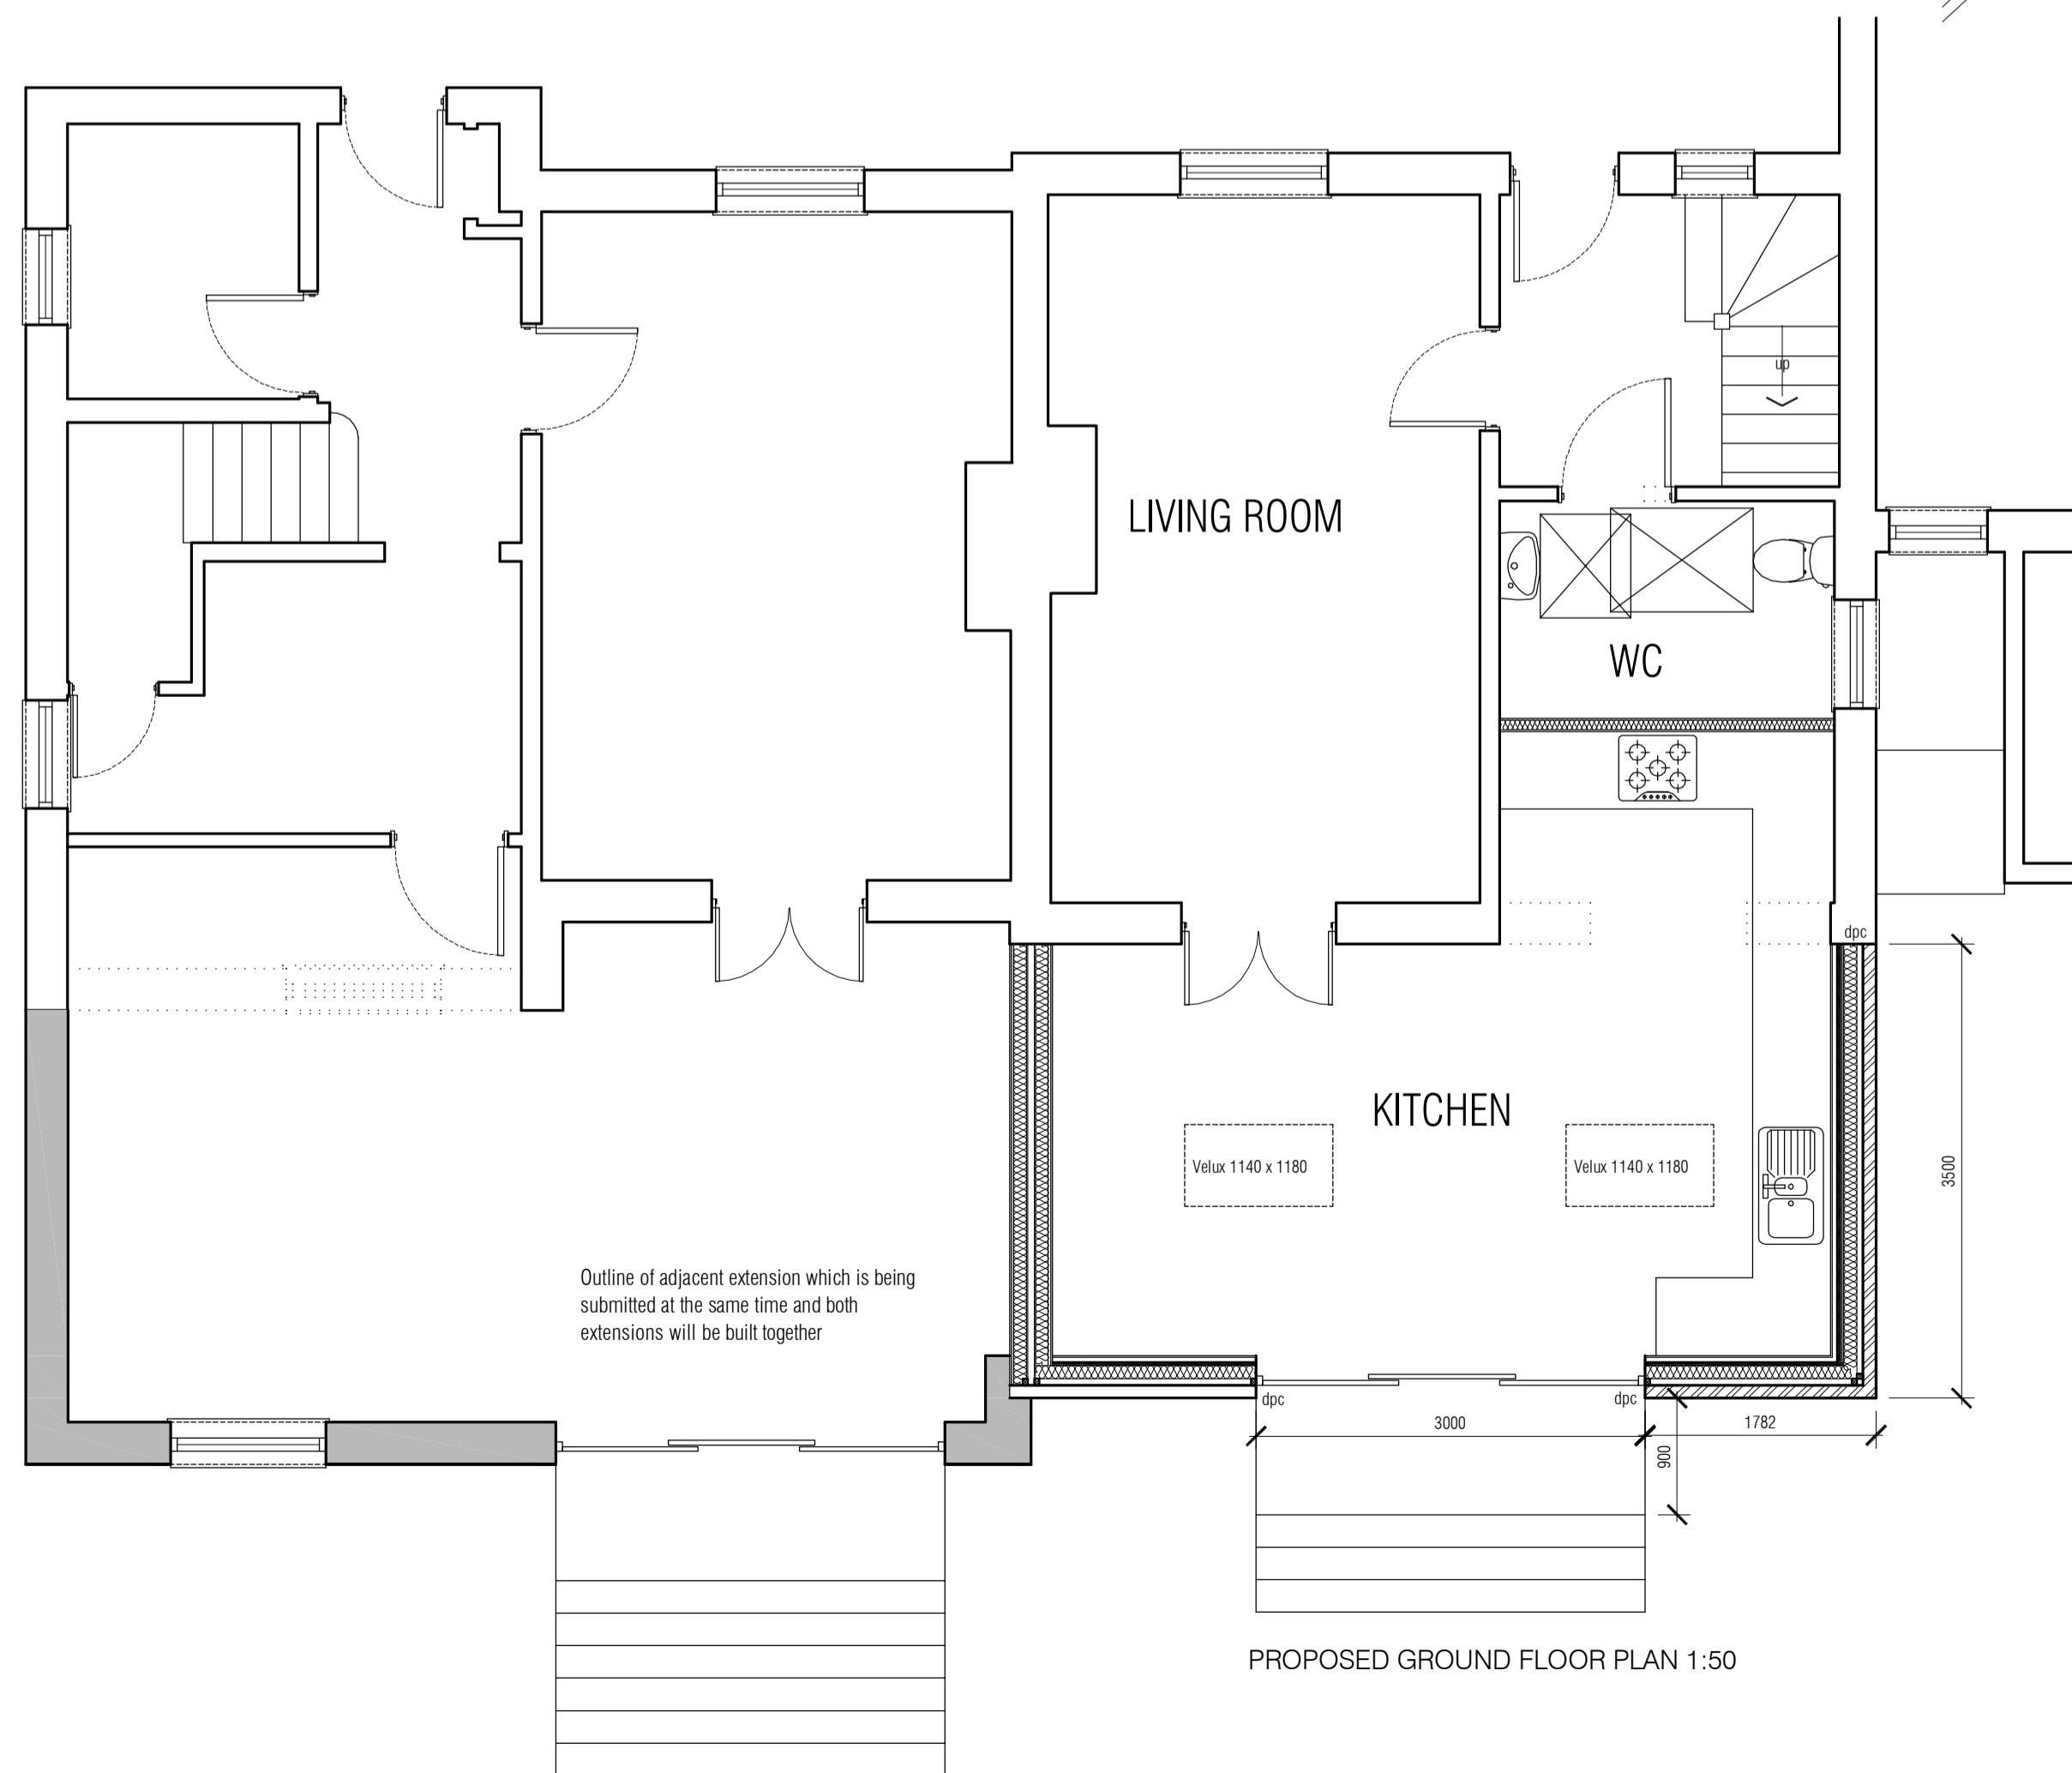 up
LIVING ROOM
WC
dpc
KITCHEN
Velux 1140 x 1180
Velux 1140 x 1180
3500
Outline of adjacent extension which is being
submitted at the same time and both
extensions will be built together
dpc
dpc
3000
1782
900
PROPOSED GROUND FLOOR PLAN 1:50